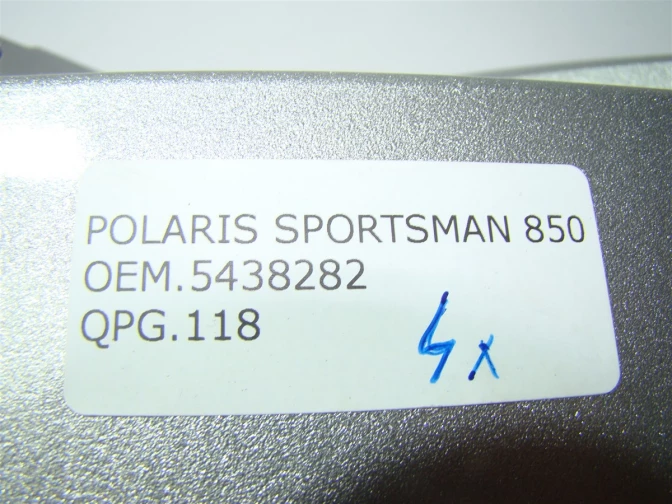 POLARIS SPORTSMAN 850
OEM.5438282
QPG.118
4x